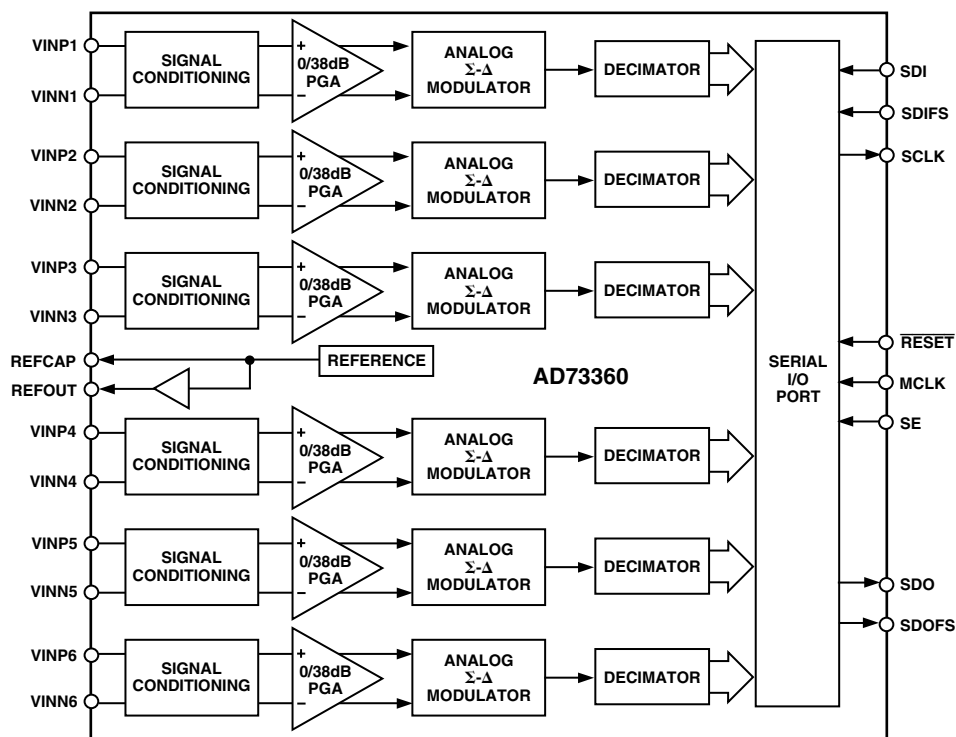 VINP1
VINN1
SIGNAL
CONDITIONING
+
0/38dB
PGA
−
ANALOG
Σ-Δ
MODULATOR
DECIMATOR
VINP2
VINN2
SIGNAL
CONDITIONING
+
0/38dB
PGA
−
ANALOG
Σ-Δ
MODULATOR
DECIMATOR
VINP3
VINN3
SIGNAL
CONDITIONING
+
0/38dB
PGA
−
ANALOG
Σ-Δ
MODULATOR
DECIMATOR
REFCAP
REFOUT
REFERENCE
AD73360
VINP4
VINN4
SIGNAL
CONDITIONING
+
0/38dB
PGA
−
ANALOG
Σ-Δ
MODULATOR
DECIMATOR
VINP5
VINN5
SIGNAL
CONDITIONING
+
0/38dB
PGA
−
ANALOG
Σ-Δ
MODULATOR
DECIMATOR
VINP6
VINN6
SIGNAL
CONDITIONING
+
0/38dB
PGA
−
ANALOG
Σ-Δ
MODULATOR
DECIMATOR
SERIAL
I/O
PORT
SDI
SDIFS
SCLK
RESET
MCLK
SE
SDO
SDOFS